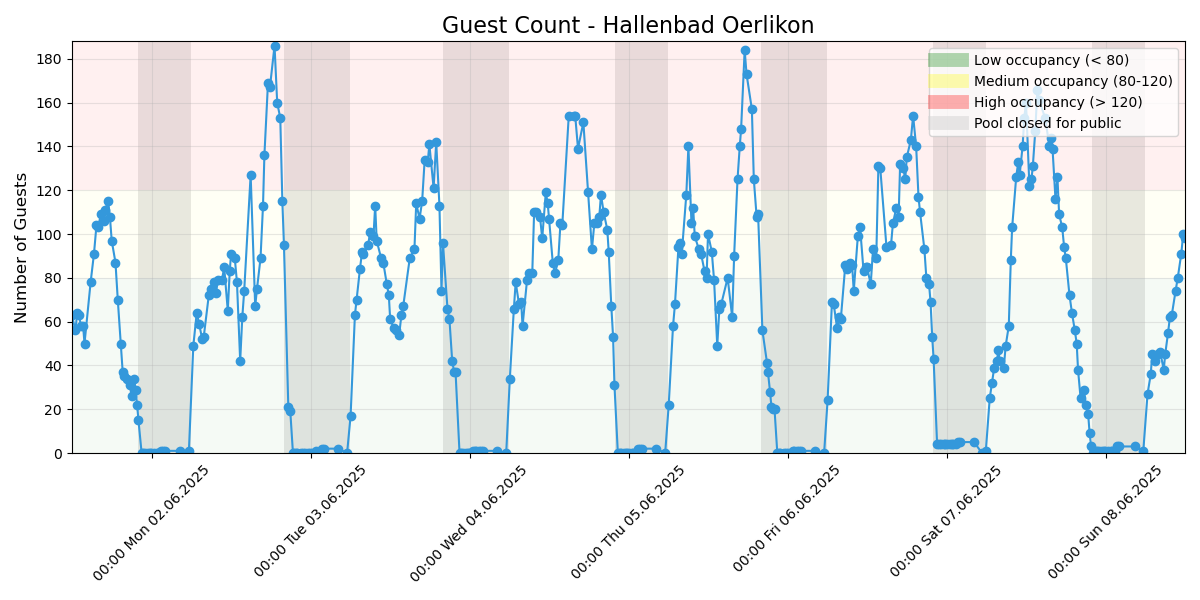 Guest Count - Hallenbad Oerlikon
Number of Guests
180
160
140
120
100
80
60
40
20
0
Low occupancy (< 80)
Medium occupancy (80-120)
High occupancy (> 120)
Pool closed for public
00:00 Mon 02.06.2025
00:00 Tue 03.06.2025
00:00 Wed 04.06.2025
00:00 Thu 05.06.2025
00:00 Fri 06.06.2025
00:00 Sat 07.06.2025
00:00 Sun 08.06.2025